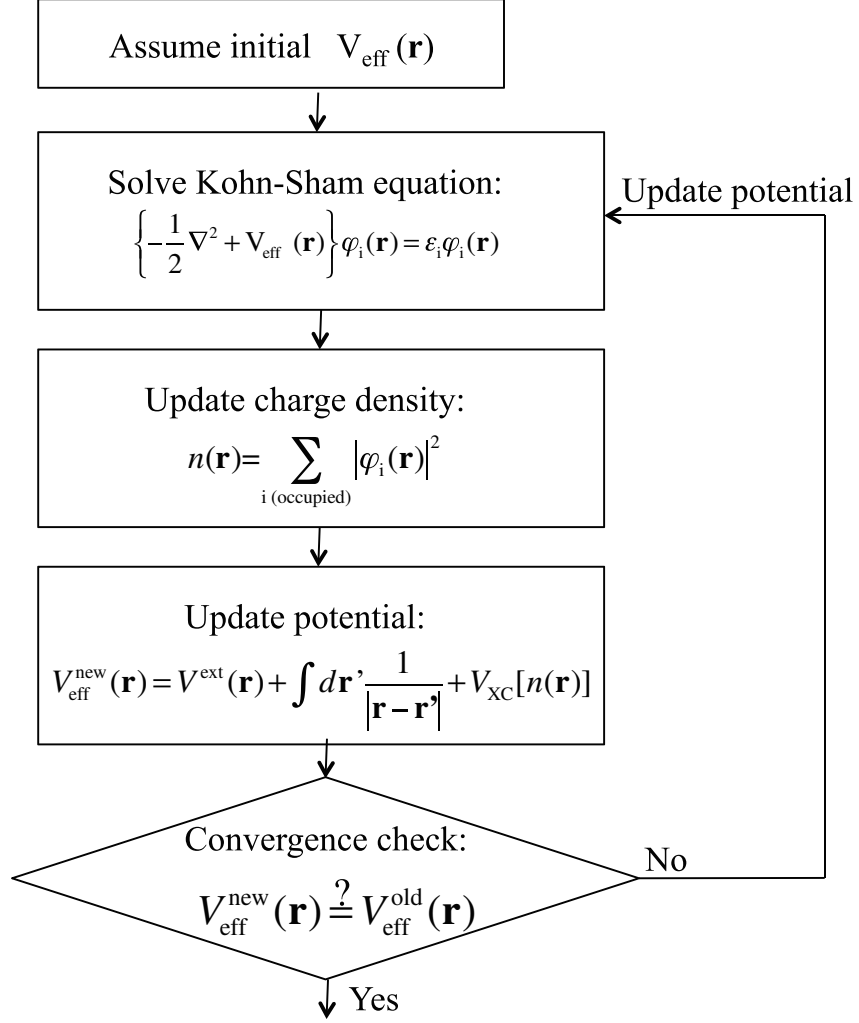 Assume initial V_eff (r)
Solve Kohn-Sham equation:
{-1/2 ∇² + V_eff (r)} φ_i(r) = ε_i φ_i(r)
Update potential
Update charge density:
n(r)= ∑_{i (occupied)} |φ_i(r)|²
Update potential:
V_eff^new (r) = V^ext (r) + ∫ dr’ 1/|r – r’| + V_XC [n(r)]
Convergence check:
V_eff^new (r) ≟ V_eff^old (r)
No
Yes